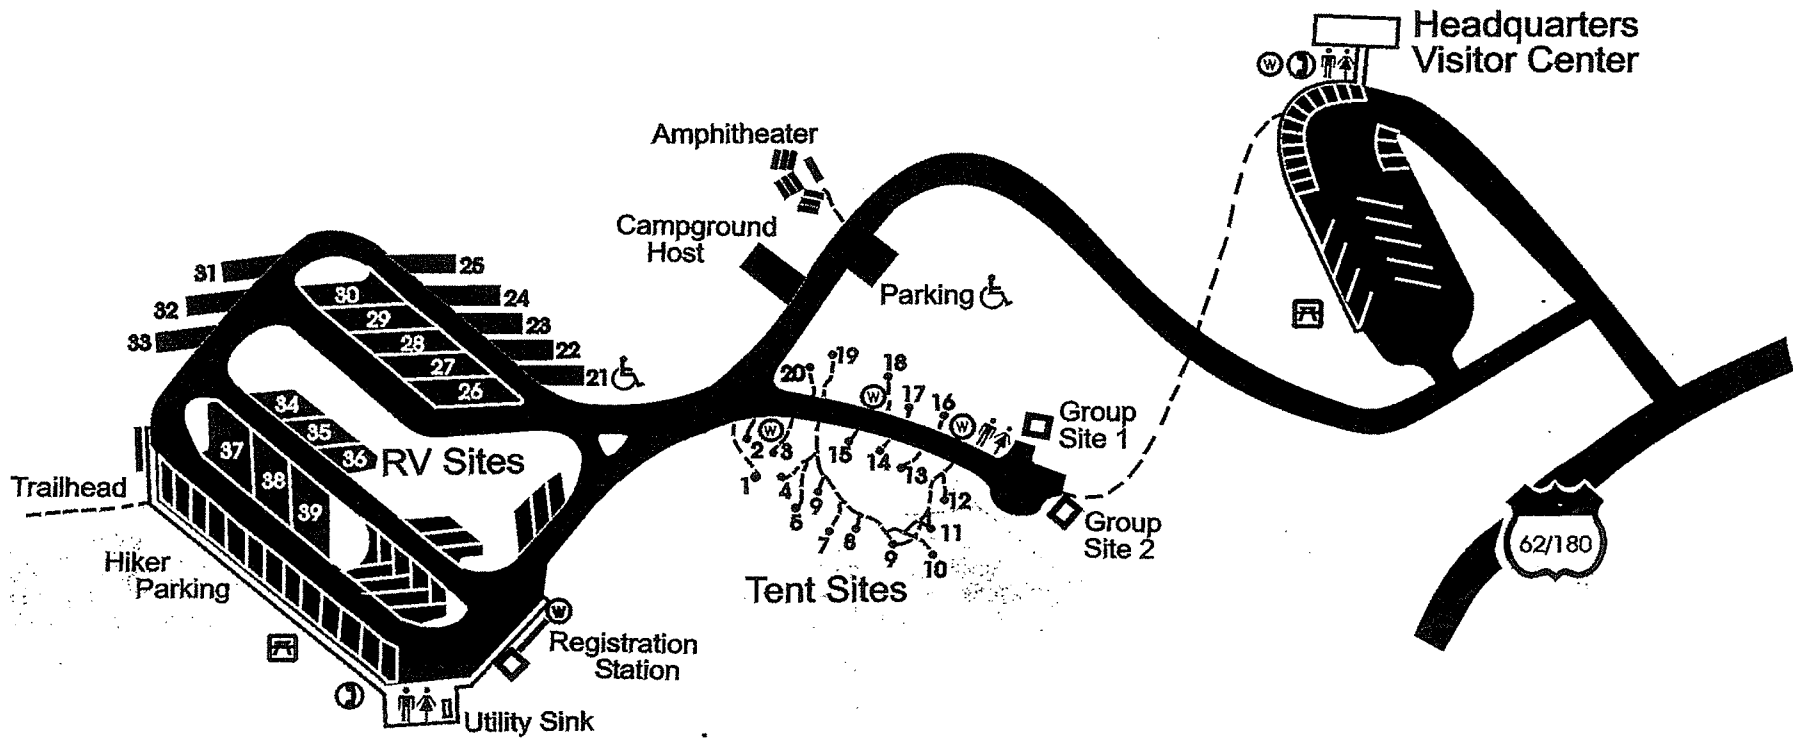 Headquarters
Visitor Center
W
Amphitheater
Campground
Host
Parking
31
25
32
24
33
23
22
21
30
29
28
27
26
34
35
36
37
38
39
RV Sites
Trailhead
Hiker
Parking
19
20
18
W
17
16
W
W
2
3
15
14
13
1
4
9
12
6
7
8
9
11
10
Group
Site 1
Group
Site 2
Tent Sites
62/180
W
Registration
Station
Utility Sink